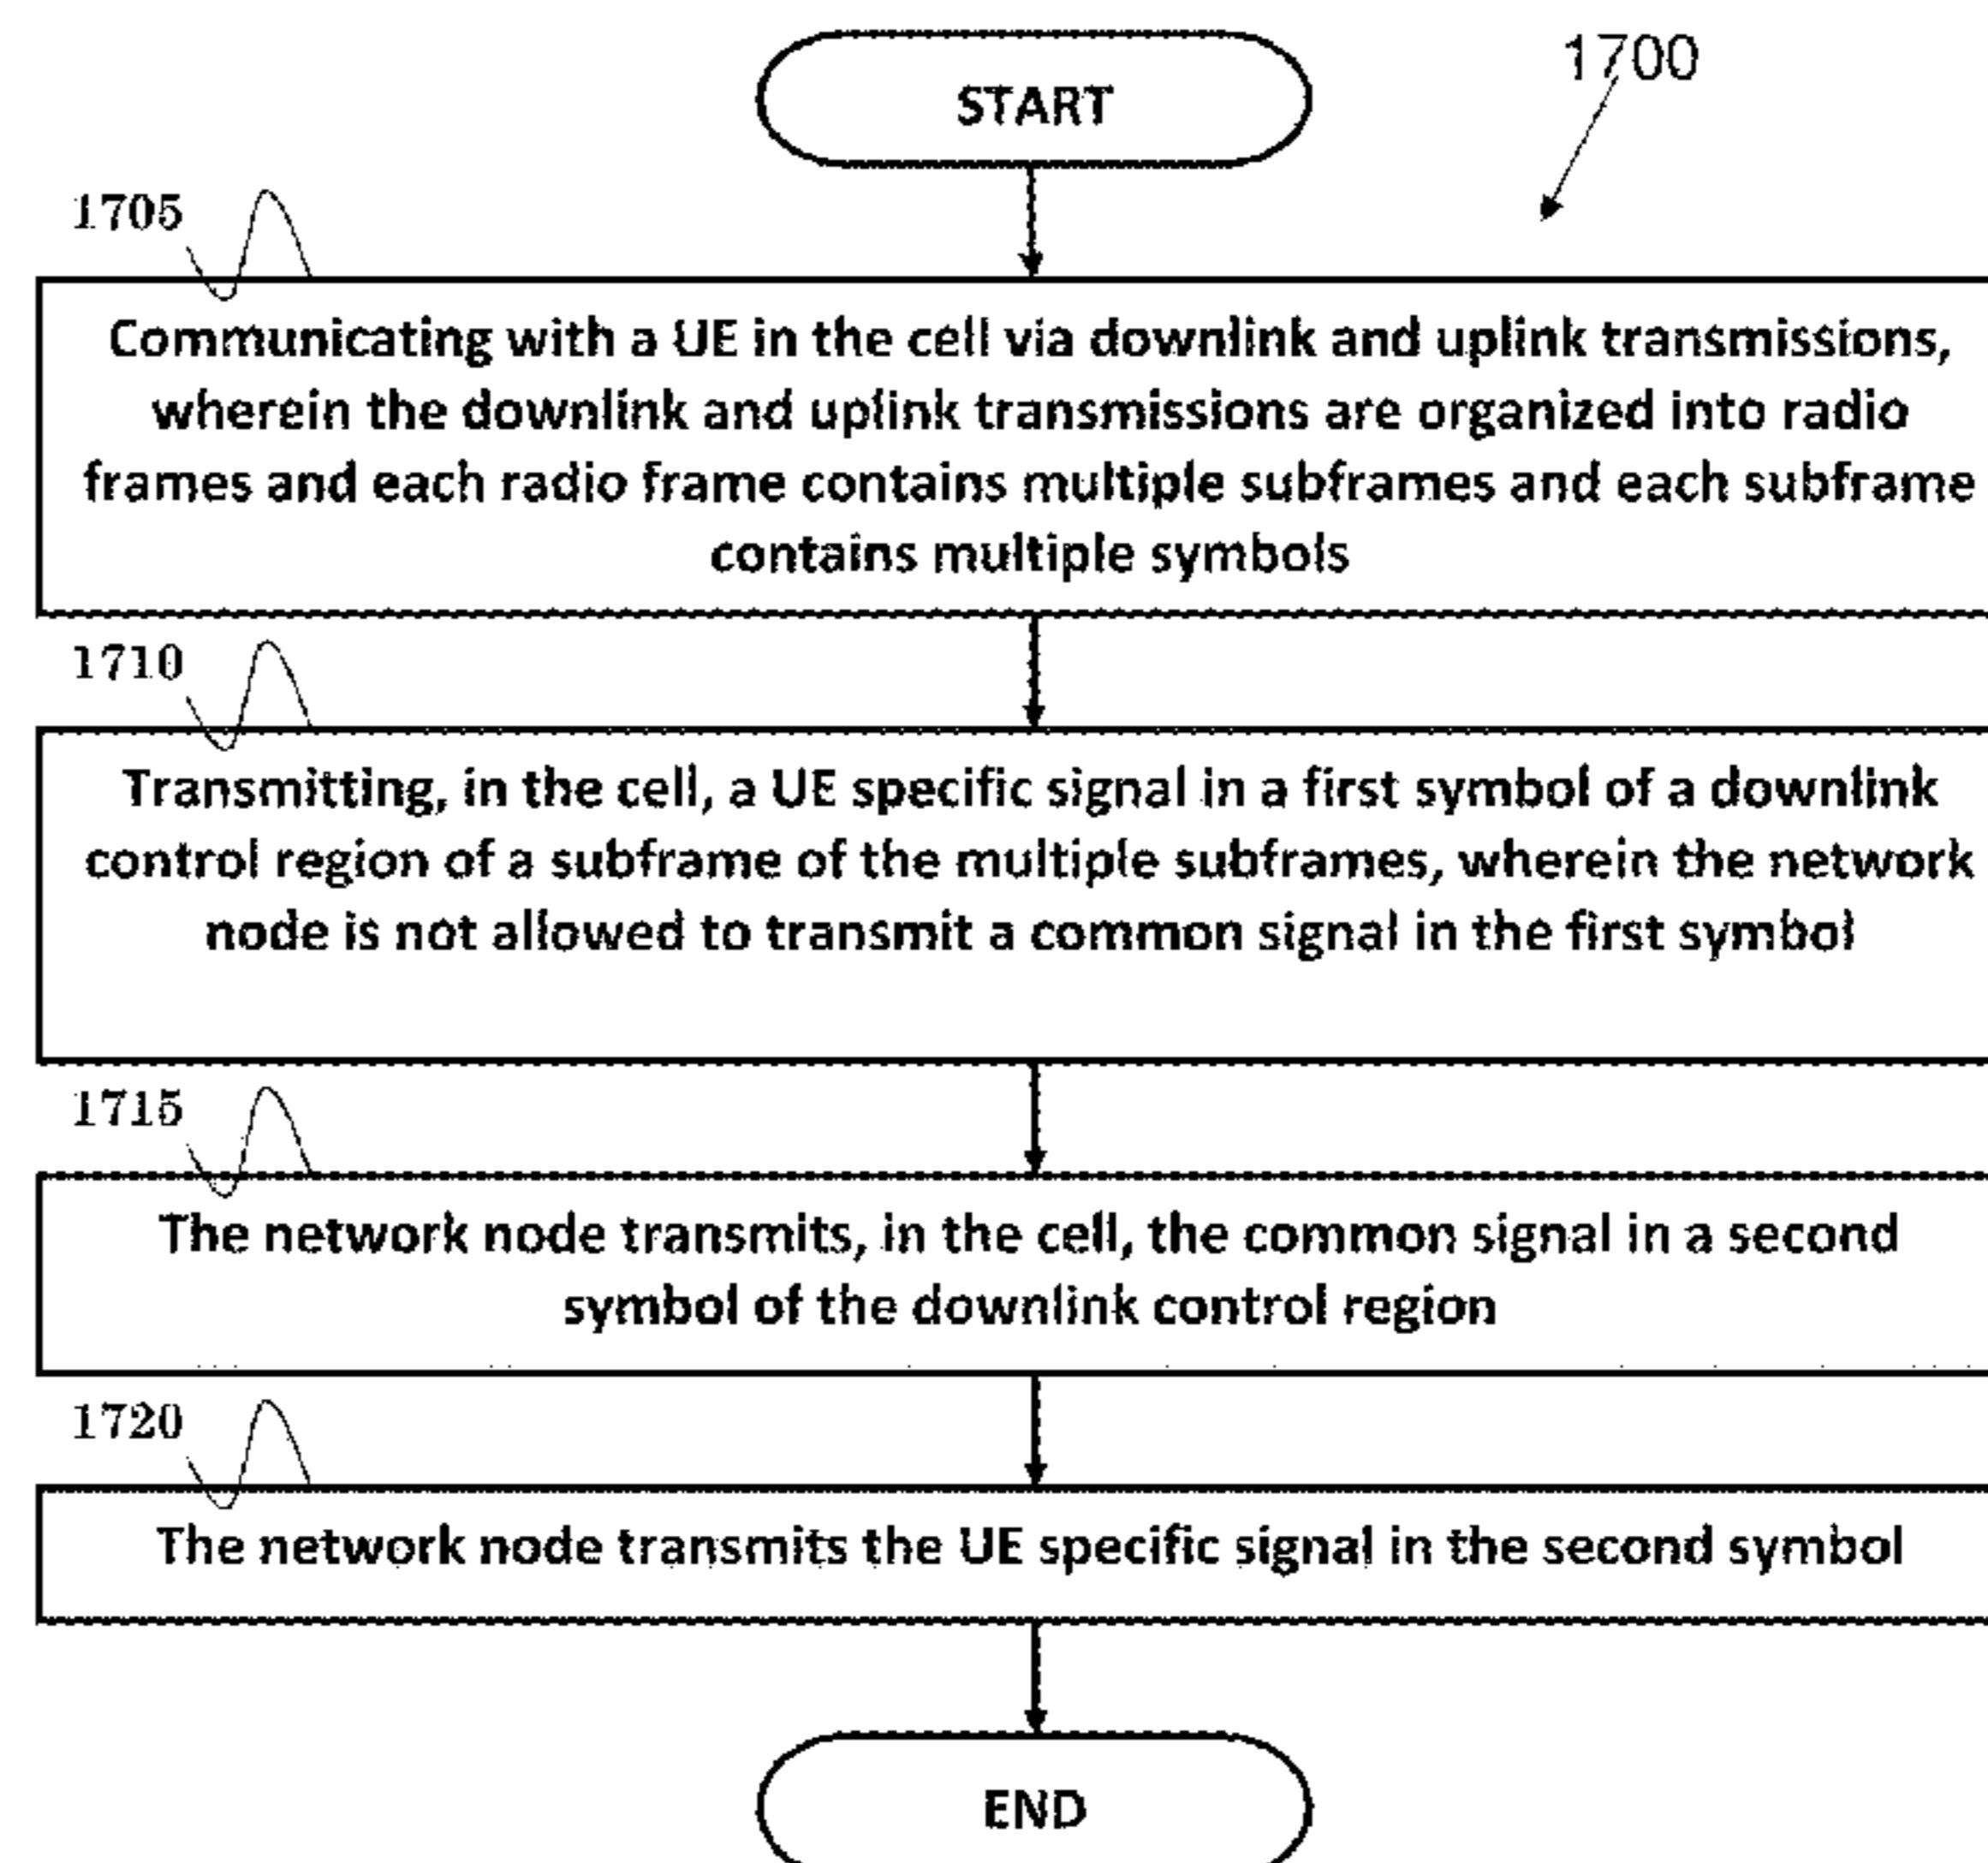 START
1700
1705
Communicating with a UE in the cell via downlink and uplink transmissions,
wherein the downlink and uplink transmissions are organized into radio
frames and each radio frame contains multiple subframes and each subframe
contains multiple symbols
1710
Transmitting, in the cell, a UE specific signal in a first symbol of a downlink
control region of a subframe of the multiple subframes, wherein the network
node is not allowed to transmit a common signal in the first symbol
1715
The network node transmits, in the cell, the common signal in a second
symbol of the downlink control region
1720
The network node transmits the UE specific signal in the second symbol
END